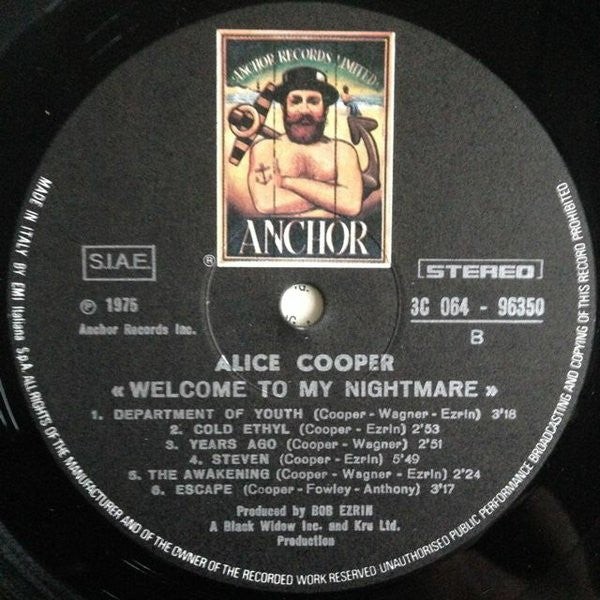 ANCHOR RECORDS LIMITED
ANCHOR
®
S.I.A.E.
STEREO
℗ 1975
Anchor Records Inc.
3C 064 - 96350
B
ALICE COOPER
« WELCOME TO MY NIGHTMARE »
1. DEPARTMENT OF YOUTH (Cooper - Wagner - Ezrin) 3'18
2. COLD ETHYL (Cooper - Ezrin) 2'53
3. YEARS AGO (Cooper - Wagner) 2'51
4. STEVEN (Cooper - Ezrin) 5'49
5. THE AWAKENING (Cooper - Wagner - Ezrin) 2'24
6. ESCAPE (Cooper - Fowley - Anthony) 3'17
Produced by BOB EZRIN
A Black Widow Inc. and Kru Ltd.
Production
MADE IN ITALY BY EMI Italiana S.p.A. ALL RIGHTS OF THE MANUFACTURER AND OF THE OWNER OF THE RECORDED WORK RESERVED UNAUTHORISED PUBLIC PERFORMANCE BROADCASTING AND COPYING OF THIS RECORD PROHIBITED